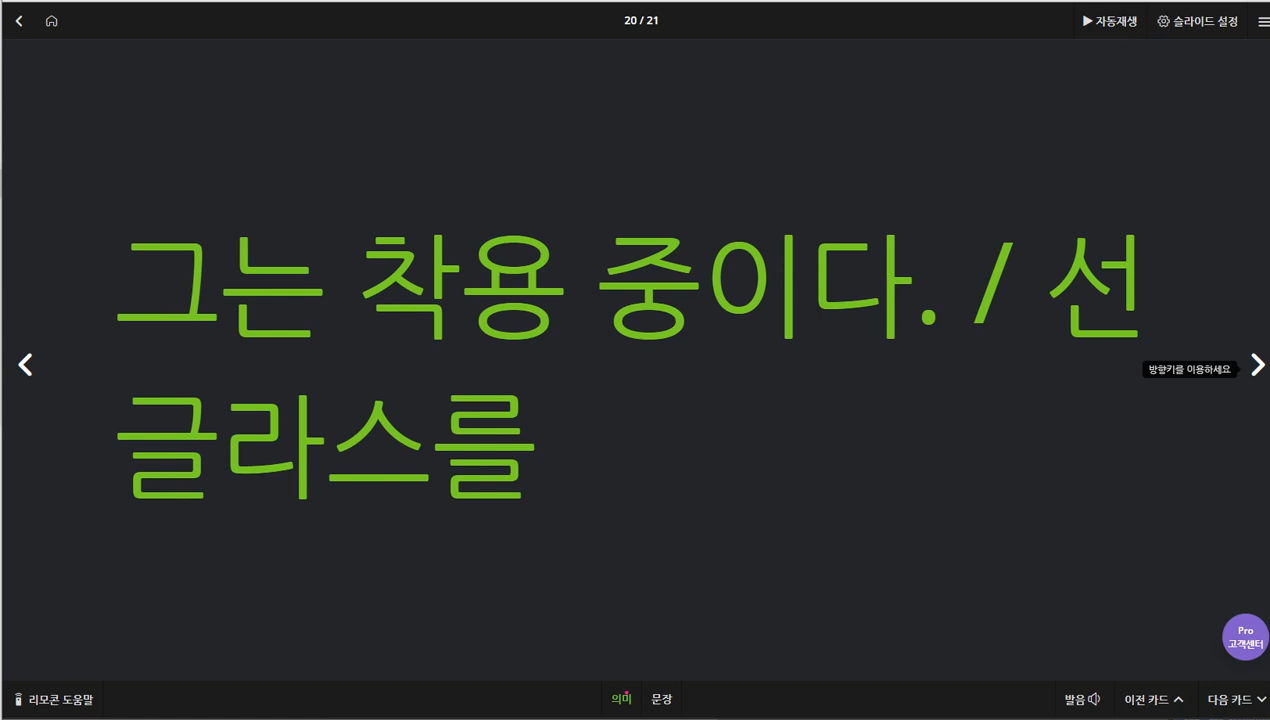 20 / 21
자동재생
슬라이드 설정
그는 착용 중이다. / 선
글라스를
방향키를 이용하세요
Pro
고객센터
리모콘 도움말
의미
문장
발음
이전 카드
다음 카드